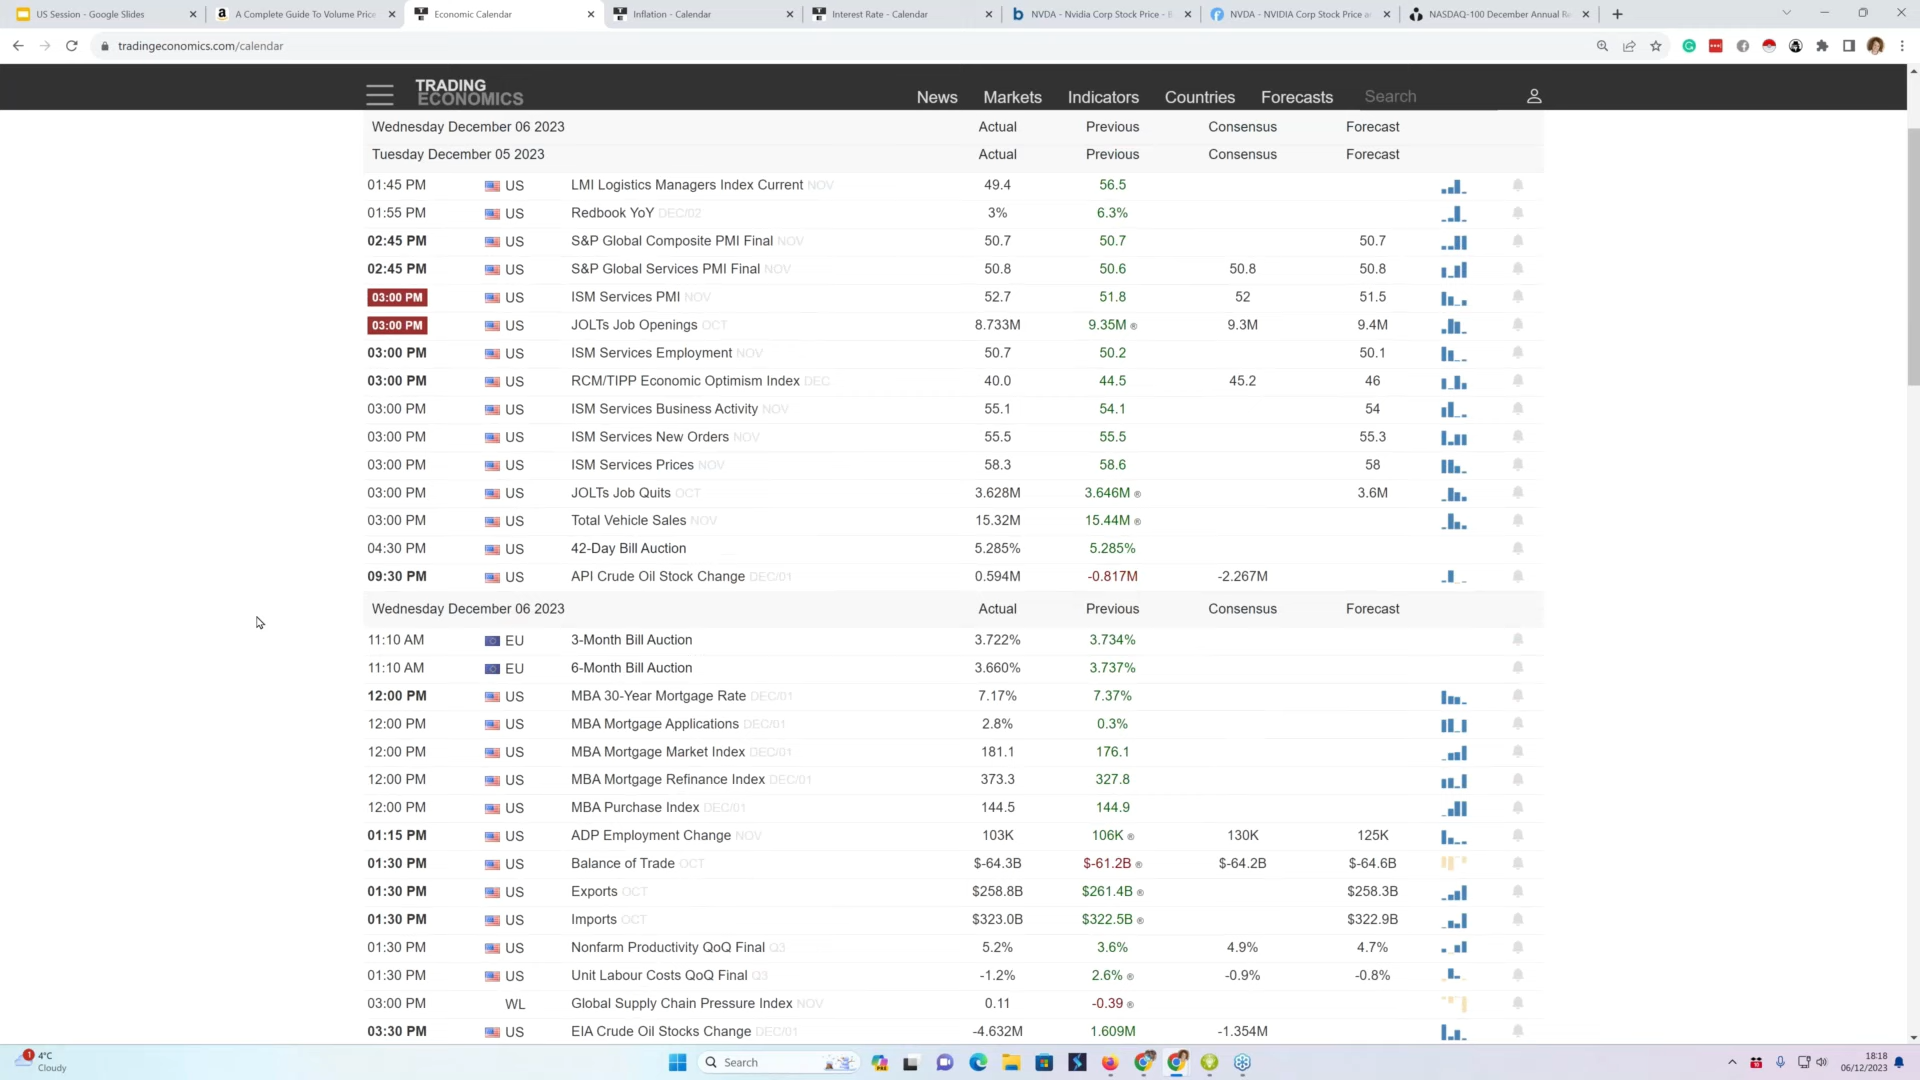 US Session - Google Slides
A Complete Guide To Volume Price
Economic Calendar
Inflation - Calendar
Interest Rate - Calendar
NVDA - Nvidia Corp Stock Price - B
NVDA - NVIDIA Corp Stock Price a
NASDAQ-100 December Annual Re
tradingeconomics.com/calendar
TRADING
ECONOMICS
News Markets Indicators Countries Forecasts Search
Wednesday December 06 2023 Actual Previous Consensus Forecast
Tuesday December 05 2023 Actual Previous Consensus Forecast
01:45 PM US LMI Logistics Managers Index Current NOV 49.4 56.5
01:55 PM US Redbook YoY DEC/02 3% 6.3%
02:45 PM US S&P Global Composite PMI Final NOV 50.7 50.7 50.7
02:45 PM US S&P Global Services PMI Final NOV 50.8 50.6 50.8 50.8
03:00 PM US ISM Services PMI NOV 52.7 51.8 52 51.5
03:00 PM US JOLTs Job Openings OCT 8.733M 9.35M ® 9.3M 9.4M
03:00 PM US ISM Services Employment NOV 50.7 50.2 50.1
03:00 PM US RCM/TIPP Economic Optimism Index DEC 40.0 44.5 45.2 46
03:00 PM US ISM Services Business Activity NOV 55.1 54.1 54
03:00 PM US ISM Services New Orders NOV 55.5 55.5 55.3
03:00 PM US ISM Services Prices NOV 58.3 58.6 58
03:00 PM US JOLTs Job Quits OCT 3.628M 3.646M ® 3.6M
03:00 PM US Total Vehicle Sales NOV 15.32M 15.44M ®
04:30 PM US 42-Day Bill Auction 5.285% 5.285%
09:30 PM US API Crude Oil Stock Change DEC/01 0.594M -0.817M -2.267M
Wednesday December 06 2023 Actual Previous Consensus Forecast
11:10 AM EU 3-Month Bill Auction 3.722% 3.734%
11:10 AM EU 6-Month Bill Auction 3.660% 3.737%
12:00 PM US MBA 30-Year Mortgage Rate DEC/01 7.17% 7.37%
12:00 PM US MBA Mortgage Applications DEC/01 2.8% 0.3%
12:00 PM US MBA Mortgage Market Index DEC/01 181.1 176.1
12:00 PM US MBA Mortgage Refinance Index DEC/01 373.3 327.8
12:00 PM US MBA Purchase Index DEC/01 144.5 144.9
01:15 PM US ADP Employment Change NOV 103K 106K ® 130K 125K
01:30 PM US Balance of Trade OCT $-64.3B $-61.2B ® $-64.2B $-64.6B
01:30 PM US Exports OCT $258.8B $261.4B ® $258.3B
01:30 PM US Imports OCT $323.0B $322.5B ® $322.9B
01:30 PM US Nonfarm Productivity QoQ Final Q3 5.2% 3.6% 4.9% 4.7%
01:30 PM US Unit Labour Costs QoQ Final Q3 -1.2% 2.6% ® -0.9% -0.8%
03:00 PM WL Global Supply Chain Pressure Index NOV 0.11 -0.39 ®
03:30 PM US EIA Crude Oil Stocks Change DEC/01 -4.632M 1.609M -1.354M
1
4°C
Cloudy
Search
18:18
06/12/2023